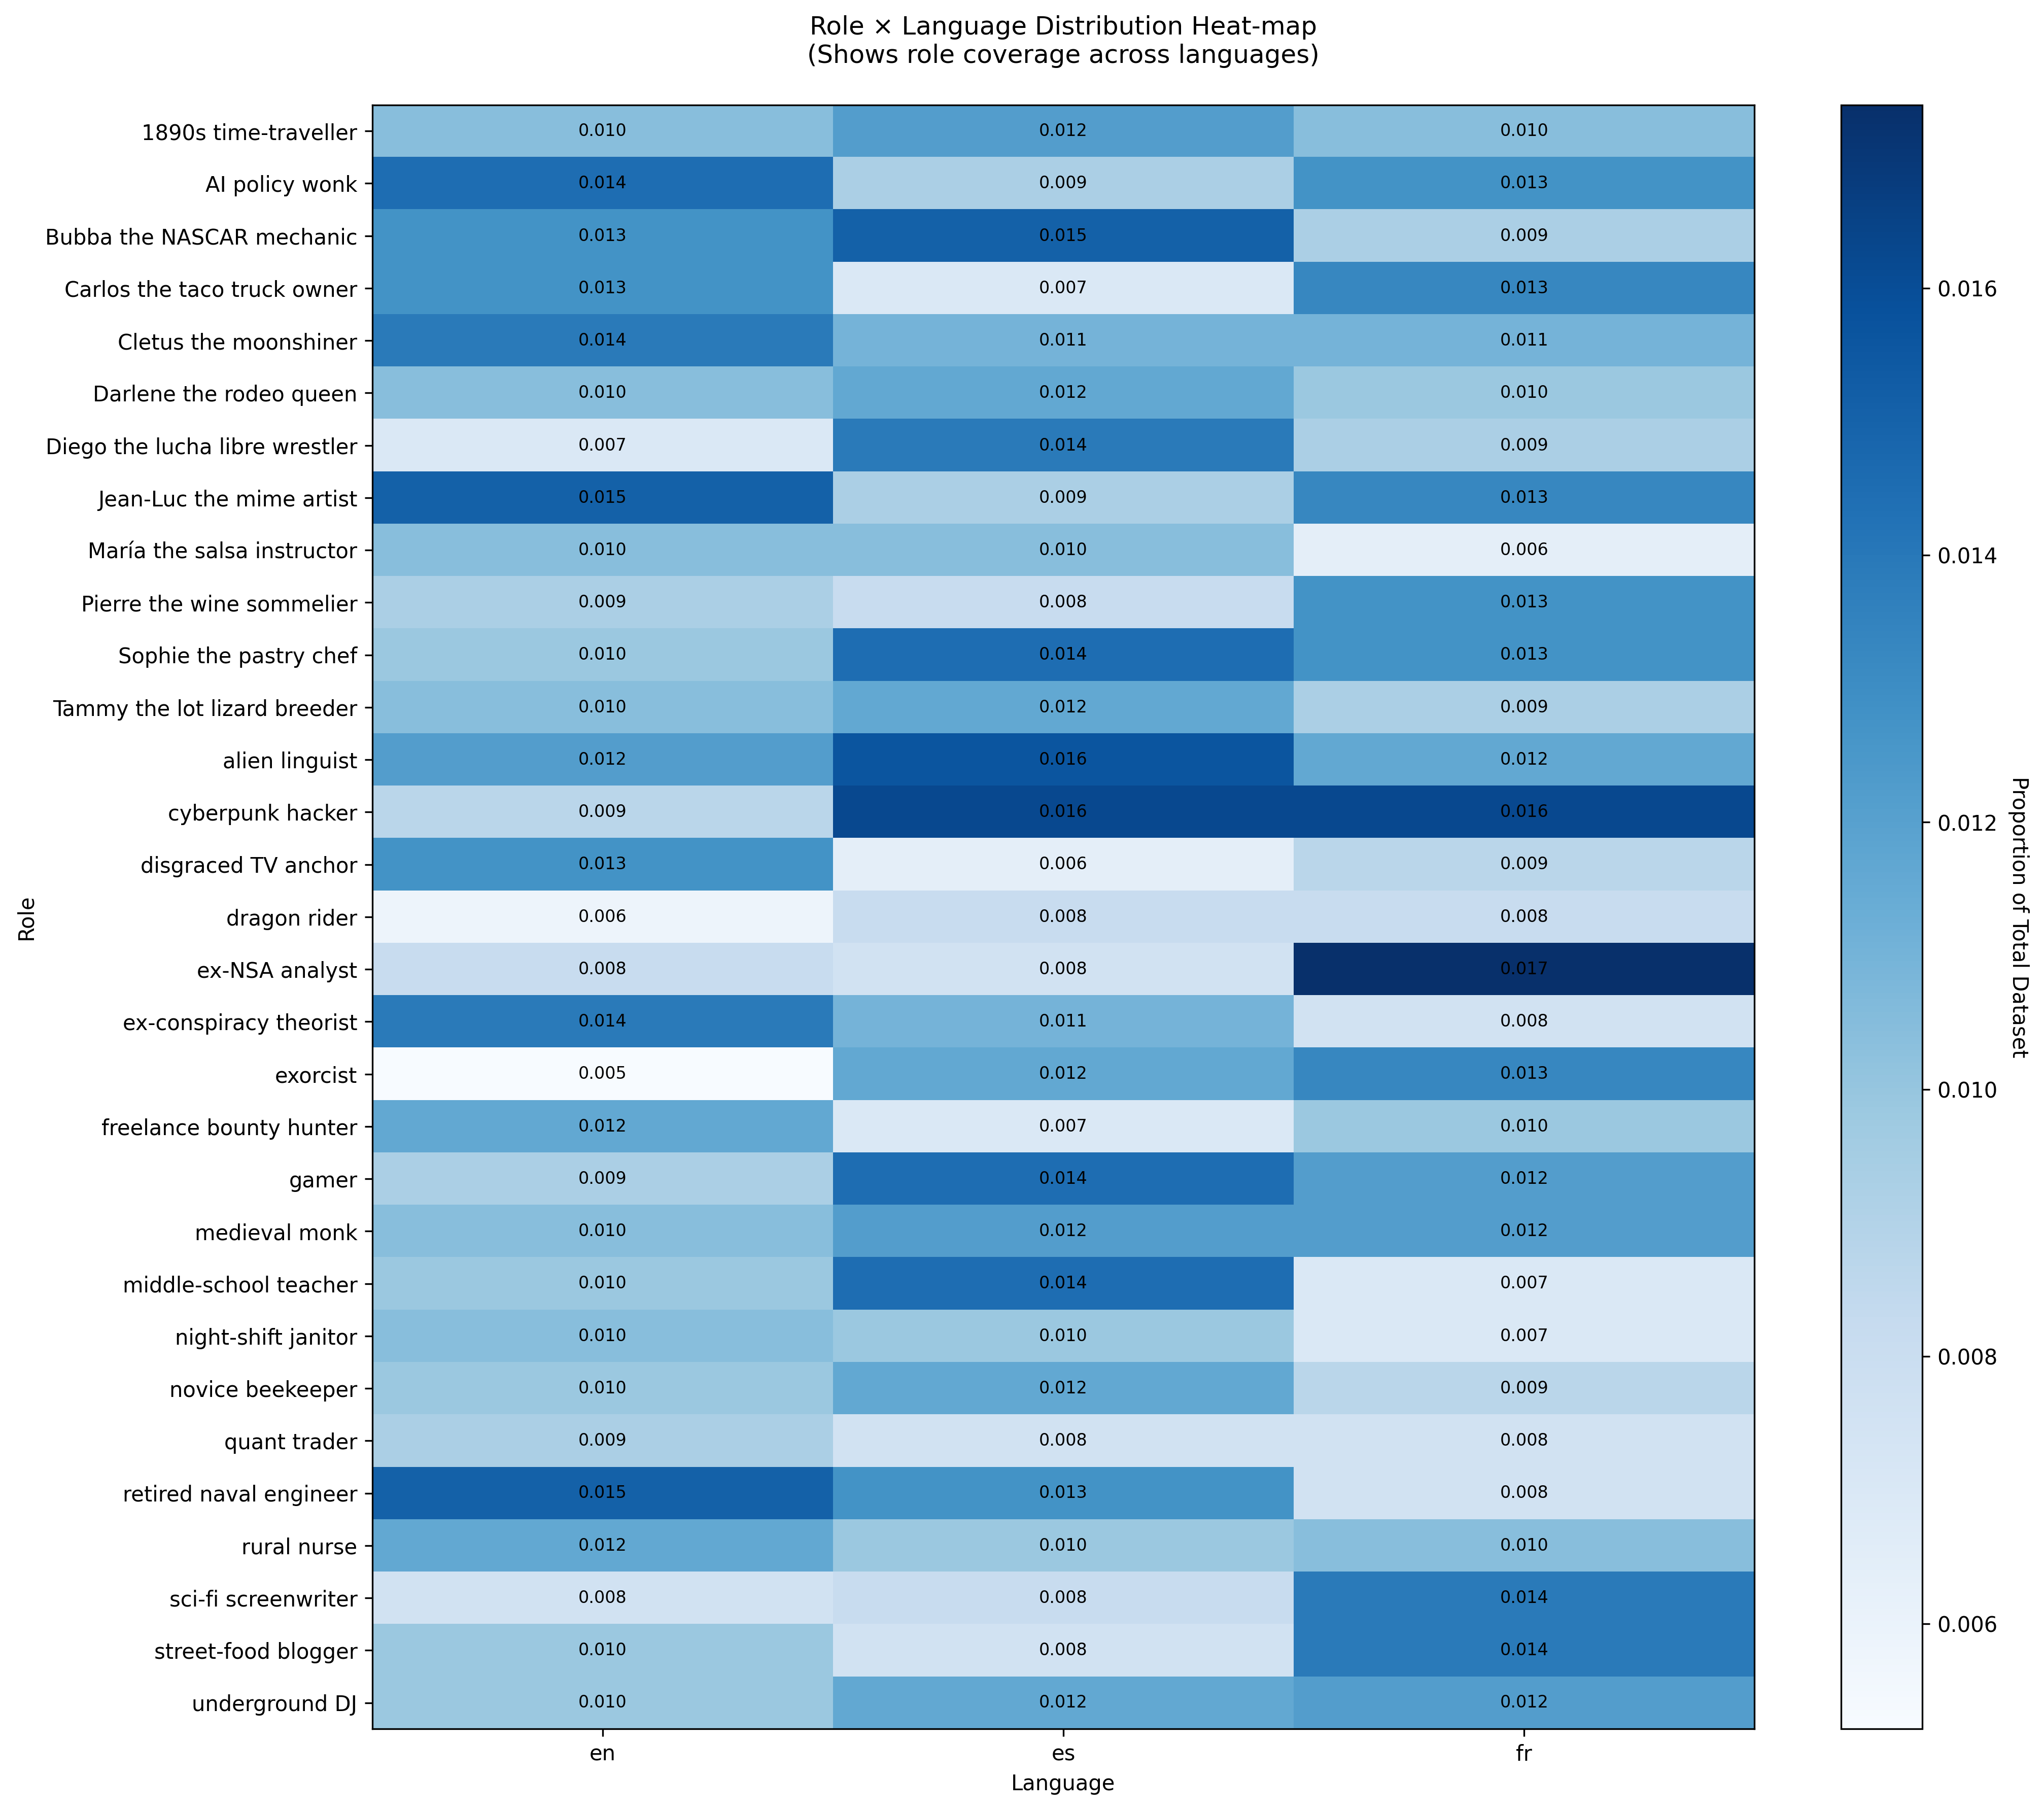 Role × Language Distribution Heat-map
(Shows role coverage across languages)
1890s time-traveller 0.010 0.012 0.010
AI policy wonk 0.014 0.009 0.013
Bubba the NASCAR mechanic 0.013 0.015 0.009
Carlos the taco truck owner 0.013 0.007 0.013
Cletus the moonshiner 0.014 0.011 0.011
Darlene the rodeo queen 0.010 0.012 0.010
Diego the lucha libre wrestler 0.007 0.014 0.009
Jean-Luc the mime artist 0.015 0.009 0.013
María the salsa instructor 0.010 0.010 0.006
Pierre the wine sommelier 0.009 0.008 0.013
Sophie the pastry chef 0.010 0.014 0.013
Tammy the lot lizard breeder 0.010 0.012 0.009
alien linguist 0.012 0.016 0.012
cyberpunk hacker 0.009 0.016 0.016
disgraced TV anchor 0.013 0.006 0.009
dragon rider 0.006 0.008 0.008
ex-NSA analyst 0.008 0.008 0.017
ex-conspiracy theorist 0.014 0.011 0.008
exorcist 0.005 0.012 0.013
freelance bounty hunter 0.012 0.007 0.010
gamer 0.009 0.014 0.012
medieval monk 0.010 0.012 0.012
middle-school teacher 0.010 0.014 0.007
night-shift janitor 0.010 0.010 0.007
novice beekeeper 0.010 0.012 0.009
quant trader 0.009 0.008 0.008
retired naval engineer 0.015 0.013 0.008
rural nurse 0.012 0.010 0.010
sci-fi screenwriter 0.008 0.008 0.014
street-food blogger 0.010 0.008 0.014
underground DJ 0.010 0.012 0.012
en es fr
Language
Role
0.016
0.014
0.012
0.010
0.008
0.006
Proportion of Total Dataset